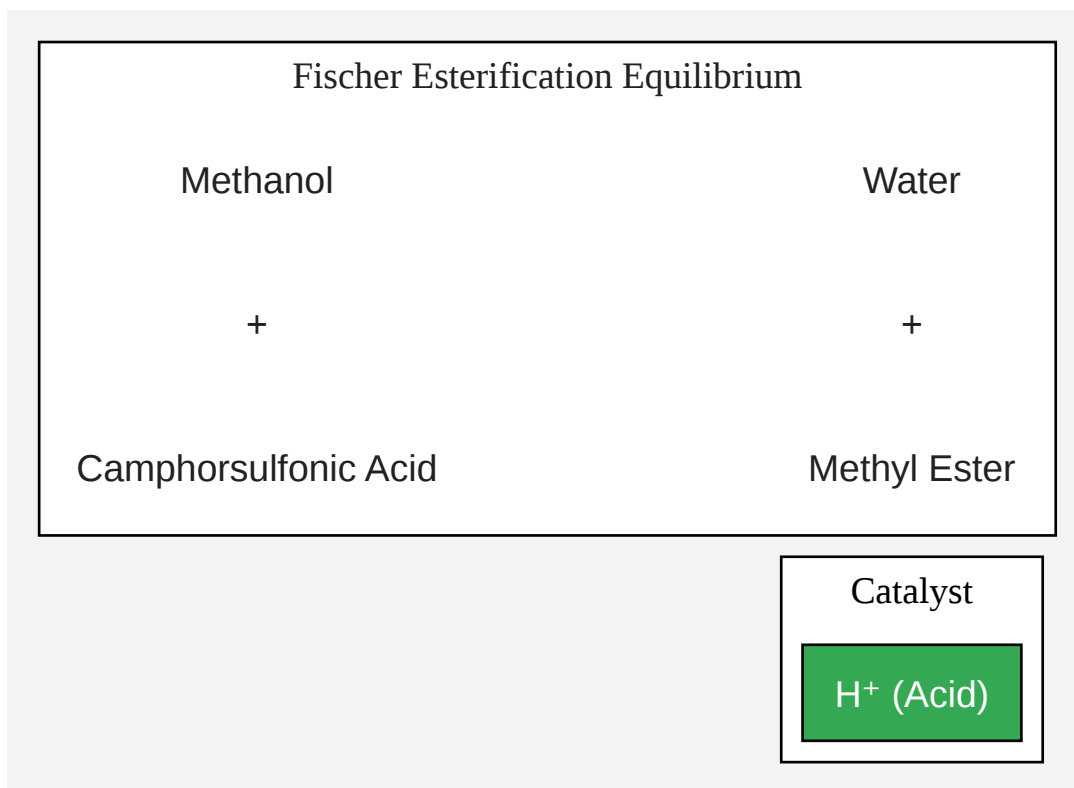 Fischer Esterification Equilibrium
Methanol
Water
+
+
Camphorsulfonic Acid
Methyl Ester
Catalyst
H⁺ (Acid)